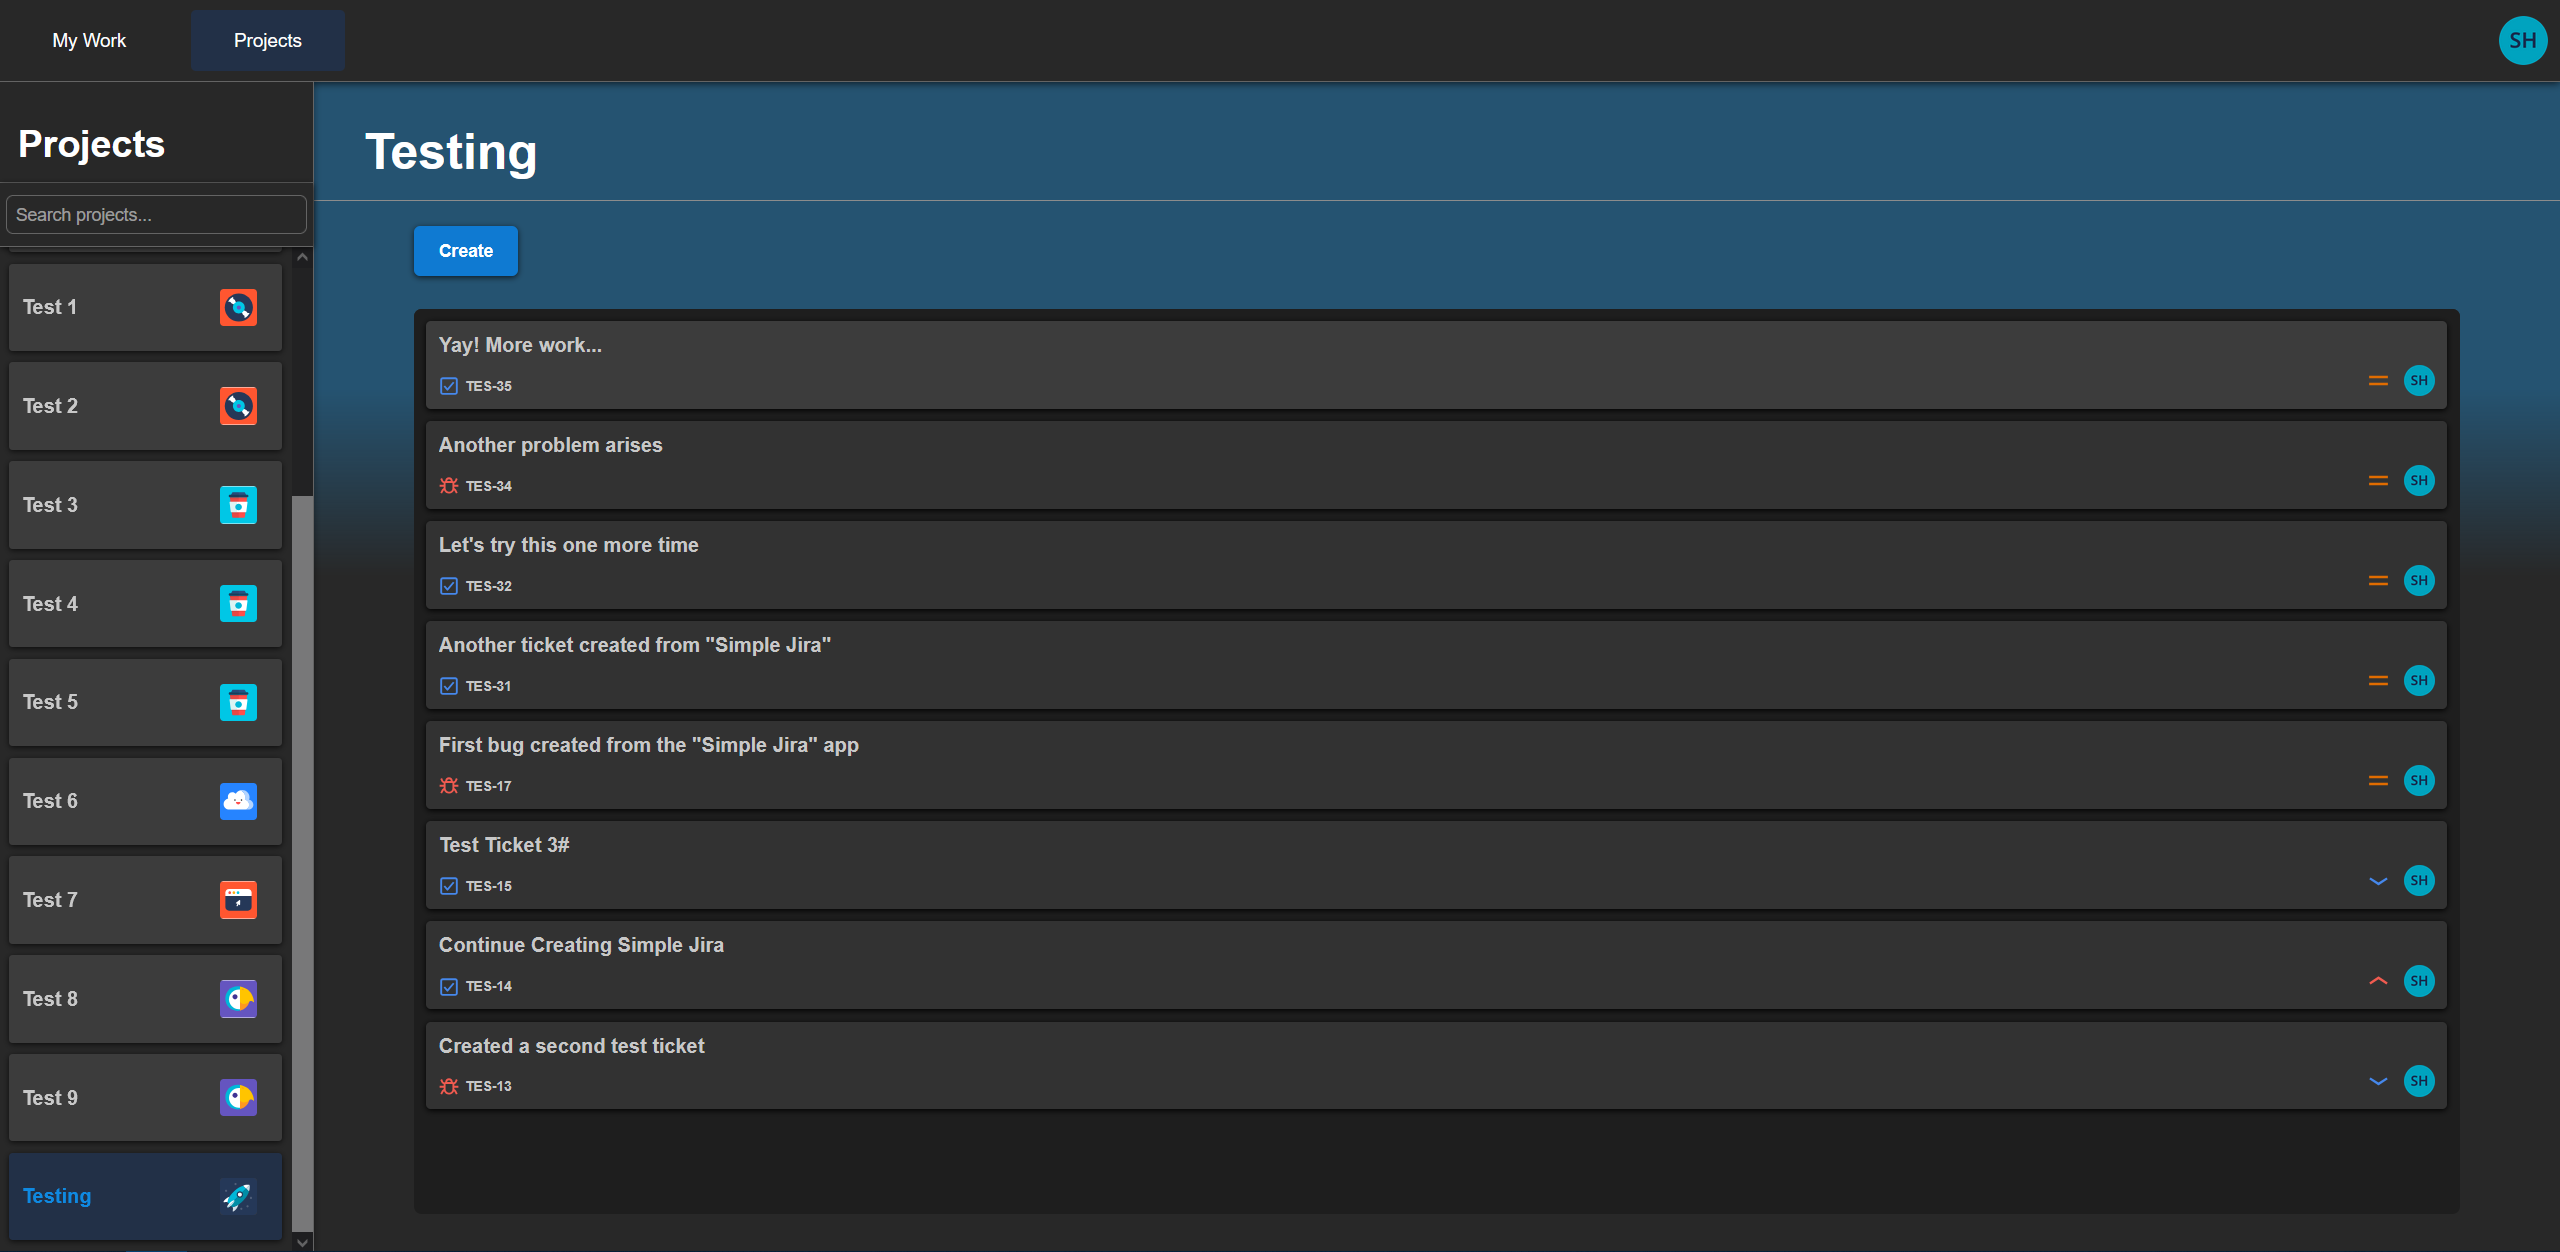 My Work
Projects
SH
Projects
Search projects...
Test 1
Test 2
Test 3
Test 4
Test 5
Test 6
Test 7
Test 8
Test 9
Testing
Testing
Create
Yay! More work...
TES-35
SH
Another problem arises
TES-34
SH
Let's try this one more time
TES-32
SH
Another ticket created from "Simple Jira"
TES-31
SH
First bug created from the "Simple Jira" app
TES-17
SH
Test Ticket 3#
TES-15
SH
Continue Creating Simple Jira
TES-14
SH
Created a second test ticket
TES-13
SH